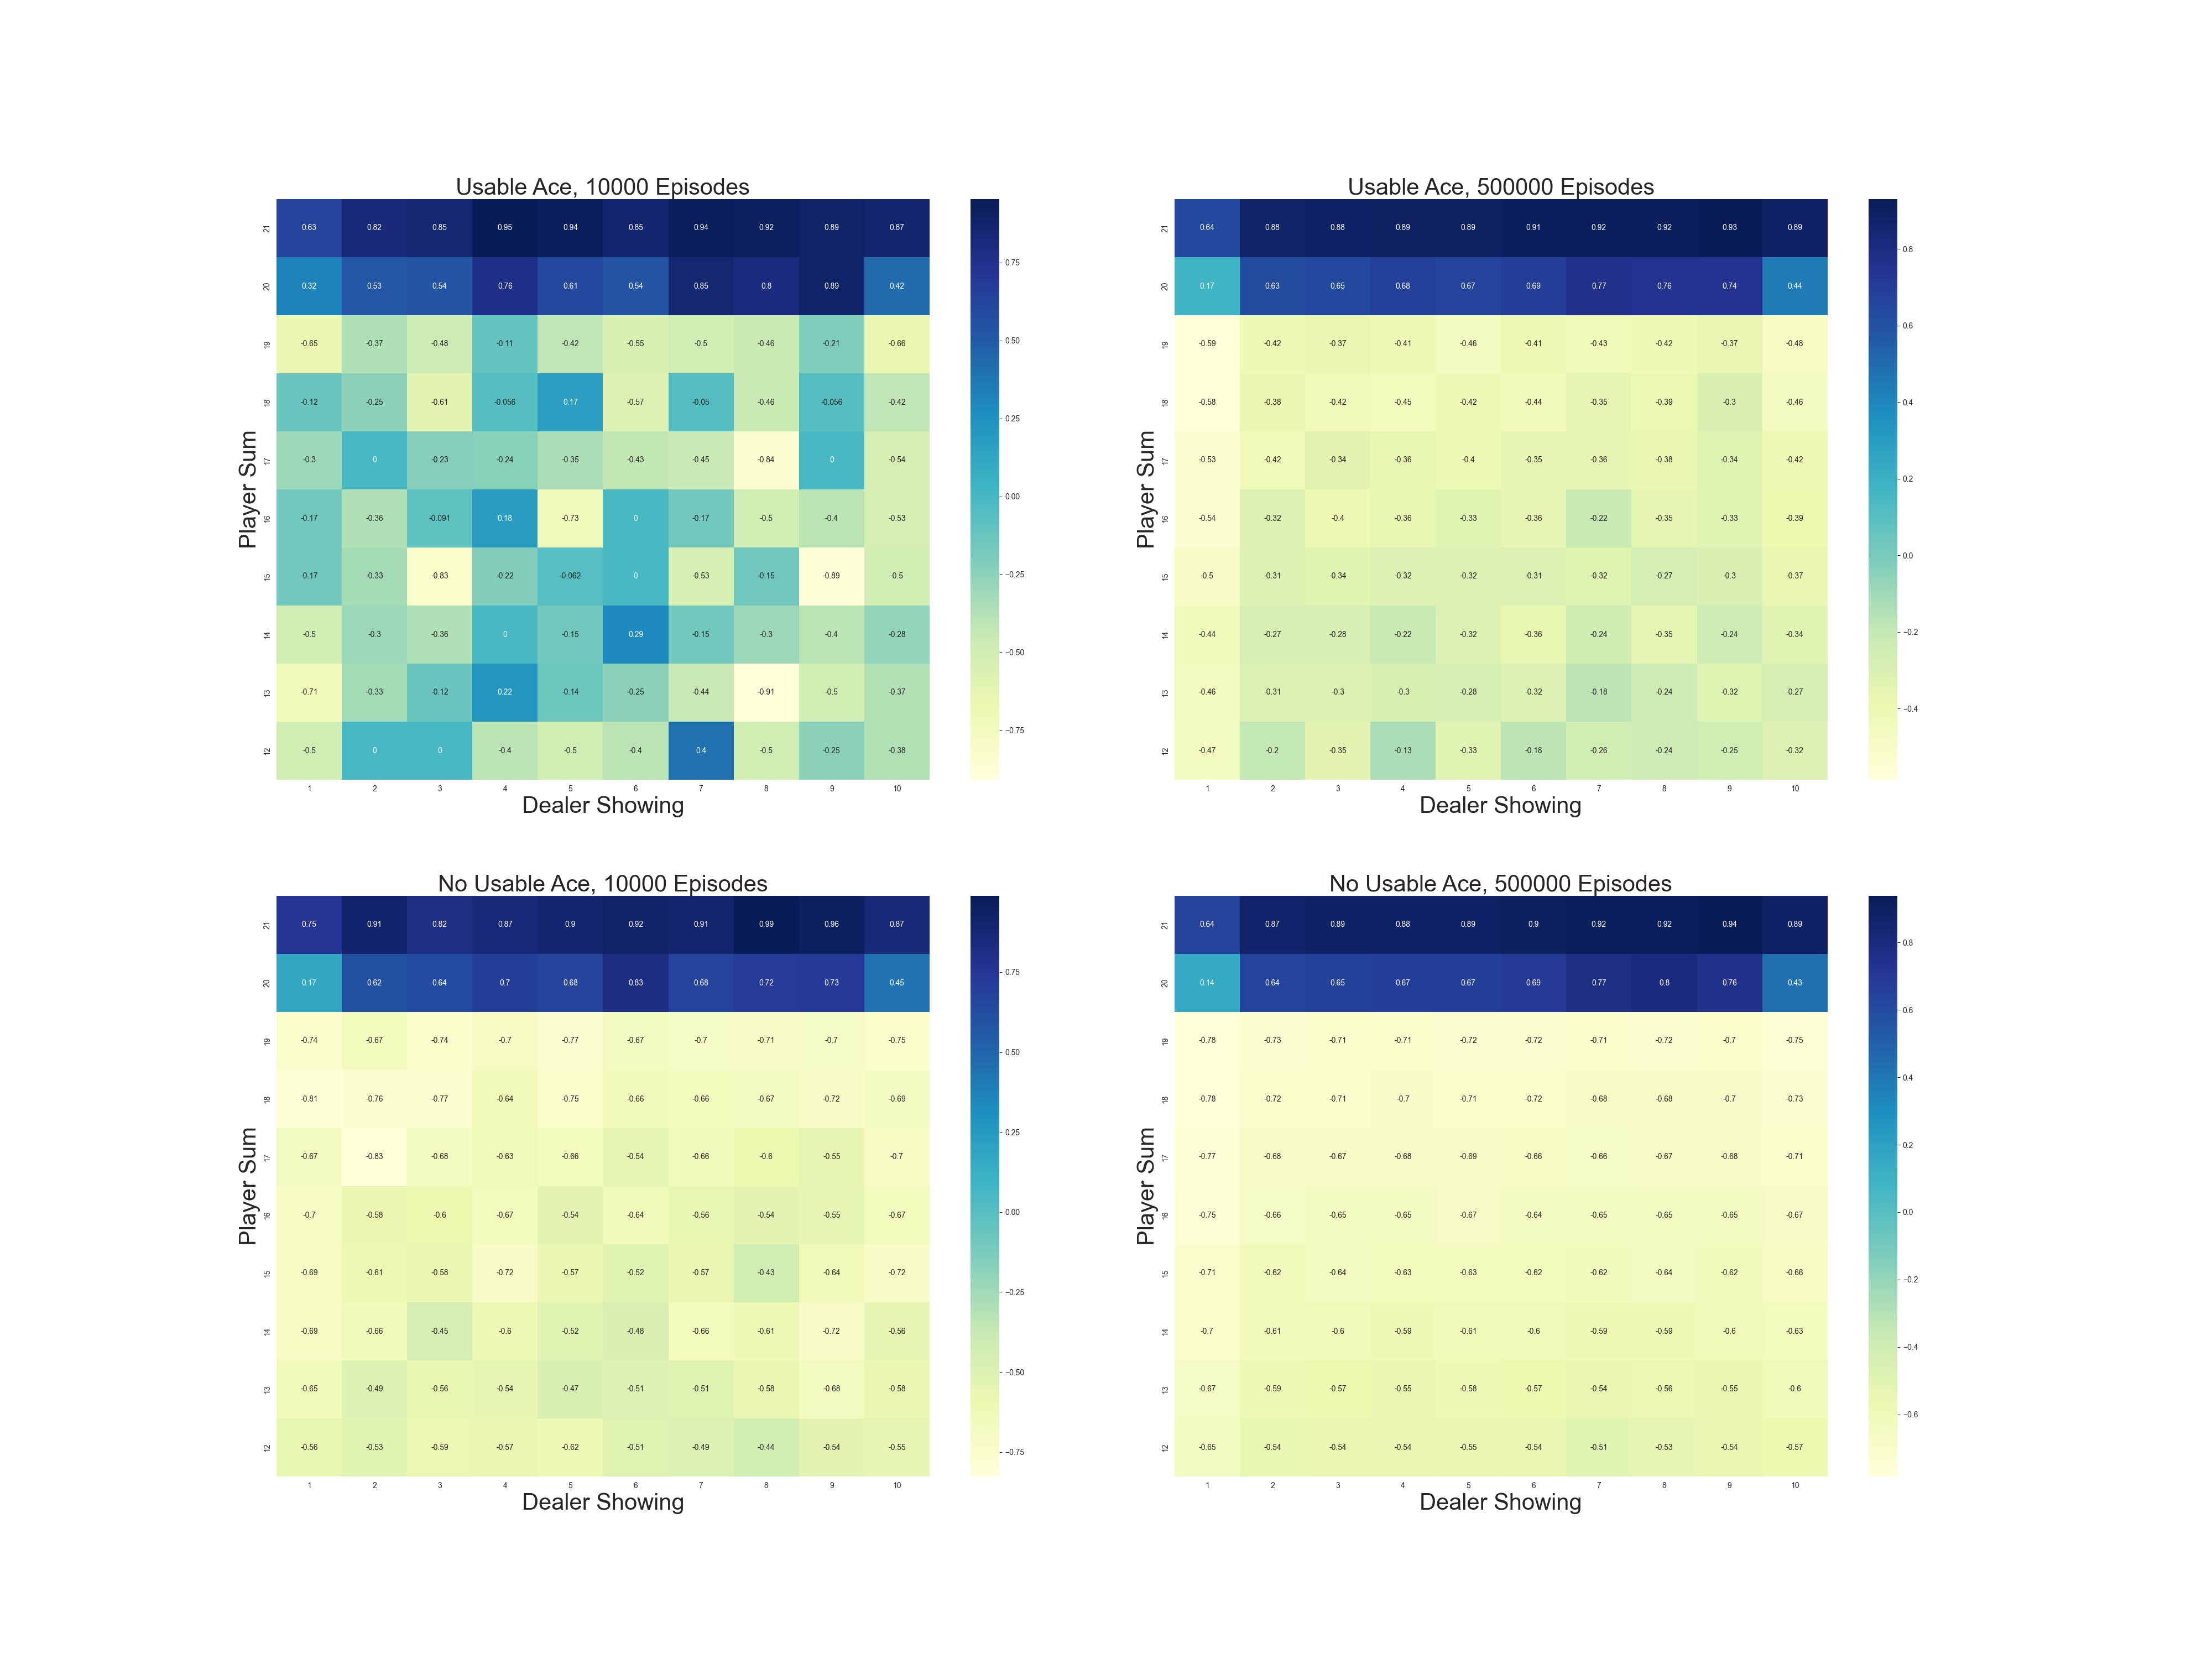 Usable Ace, 10000 Episodes
21 0.63 0.82 0.85 0.95 0.94 0.85 0.94 0.92 0.89 0.87
20 0.32 0.53 0.54 0.76 0.61 0.54 0.85 0.8 0.89 0.42
19 -0.65 -0.37 -0.48 -0.11 -0.42 -0.55 -0.5 -0.46 -0.21 -0.66
18 -0.12 -0.25 -0.61 -0.056 0.17 -0.57 -0.05 -0.46 -0.056 -0.42
17 -0.3 0 -0.23 -0.24 -0.35 -0.43 -0.45 -0.84 0 -0.54
16 -0.17 -0.36 -0.091 0.18 -0.73 0 -0.17 -0.5 -0.4 -0.53
15 -0.17 -0.33 -0.83 -0.22 -0.062 0 -0.53 -0.15 -0.89 -0.5
14 -0.5 -0.3 -0.36 0 -0.15 0.29 -0.15 -0.3 -0.4 -0.28
13 -0.71 -0.33 -0.12 0.22 -0.14 -0.25 -0.44 -0.91 -0.5 -0.37
12 -0.5 0 0 -0.4 -0.5 -0.4 0.4 -0.5 -0.25 -0.38
1 2 3 4 5 6 7 8 9 10
Player Sum
Dealer Showing
0.75
0.50
0.25
0.00
−0.25
−0.50
−0.75
Usable Ace, 500000 Episodes
21 0.64 0.88 0.88 0.89 0.89 0.91 0.92 0.92 0.93 0.89
20 0.17 0.63 0.65 0.68 0.67 0.69 0.77 0.76 0.74 0.44
19 -0.59 -0.42 -0.37 -0.41 -0.46 -0.41 -0.43 -0.42 -0.37 -0.48
18 -0.58 -0.38 -0.42 -0.45 -0.42 -0.44 -0.35 -0.39 -0.3 -0.46
17 -0.53 -0.42 -0.34 -0.36 -0.4 -0.35 -0.36 -0.38 -0.34 -0.42
16 -0.54 -0.32 -0.4 -0.36 -0.33 -0.36 -0.22 -0.35 -0.33 -0.39
15 -0.5 -0.31 -0.34 -0.32 -0.32 -0.31 -0.32 -0.27 -0.3 -0.37
14 -0.44 -0.27 -0.28 -0.22 -0.32 -0.36 -0.24 -0.35 -0.24 -0.34
13 -0.46 -0.31 -0.3 -0.3 -0.28 -0.32 -0.18 -0.24 -0.32 -0.27
12 -0.47 -0.2 -0.35 -0.13 -0.33 -0.18 -0.26 -0.24 -0.25 -0.32
1 2 3 4 5 6 7 8 9 10
Player Sum
Dealer Showing
0.8
0.6
0.4
0.2
0.0
−0.2
−0.4
No Usable Ace, 10000 Episodes
21 0.75 0.91 0.82 0.87 0.9 0.92 0.91 0.99 0.96 0.87
20 0.17 0.62 0.64 0.7 0.68 0.83 0.68 0.72 0.73 0.45
19 -0.74 -0.67 -0.74 -0.7 -0.77 -0.67 -0.7 -0.71 -0.7 -0.75
18 -0.81 -0.76 -0.77 -0.64 -0.75 -0.66 -0.66 -0.67 -0.72 -0.69
17 -0.67 -0.83 -0.68 -0.63 -0.66 -0.54 -0.66 -0.6 -0.55 -0.7
16 -0.7 -0.58 -0.6 -0.67 -0.54 -0.64 -0.56 -0.54 -0.55 -0.67
15 -0.69 -0.61 -0.58 -0.72 -0.57 -0.52 -0.57 -0.43 -0.64 -0.72
14 -0.69 -0.66 -0.45 -0.6 -0.52 -0.48 -0.66 -0.61 -0.72 -0.56
13 -0.65 -0.49 -0.56 -0.54 -0.47 -0.51 -0.51 -0.58 -0.68 -0.58
12 -0.56 -0.53 -0.59 -0.57 -0.62 -0.51 -0.49 -0.44 -0.54 -0.55
1 2 3 4 5 6 7 8 9 10
Player Sum
Dealer Showing
0.75
0.50
0.25
0.00
−0.25
−0.50
−0.75
No Usable Ace, 500000 Episodes
21 0.64 0.87 0.89 0.88 0.89 0.9 0.92 0.92 0.94 0.89
20 0.14 0.64 0.65 0.67 0.67 0.69 0.77 0.8 0.76 0.43
19 -0.78 -0.73 -0.71 -0.71 -0.72 -0.72 -0.71 -0.72 -0.7 -0.75
18 -0.78 -0.72 -0.71 -0.7 -0.71 -0.72 -0.68 -0.68 -0.7 -0.73
17 -0.77 -0.68 -0.67 -0.68 -0.69 -0.66 -0.66 -0.67 -0.68 -0.71
16 -0.75 -0.66 -0.65 -0.65 -0.67 -0.64 -0.65 -0.65 -0.65 -0.67
15 -0.71 -0.62 -0.64 -0.63 -0.63 -0.62 -0.62 -0.64 -0.62 -0.66
14 -0.7 -0.61 -0.6 -0.59 -0.61 -0.6 -0.59 -0.59 -0.6 -0.63
13 -0.67 -0.59 -0.57 -0.55 -0.58 -0.57 -0.54 -0.56 -0.55 -0.6
12 -0.65 -0.54 -0.54 -0.54 -0.55 -0.54 -0.51 -0.53 -0.54 -0.57
1 2 3 4 5 6 7 8 9 10
Player Sum
Dealer Showing
0.8
0.6
0.4
0.2
0.0
−0.2
−0.4
−0.6